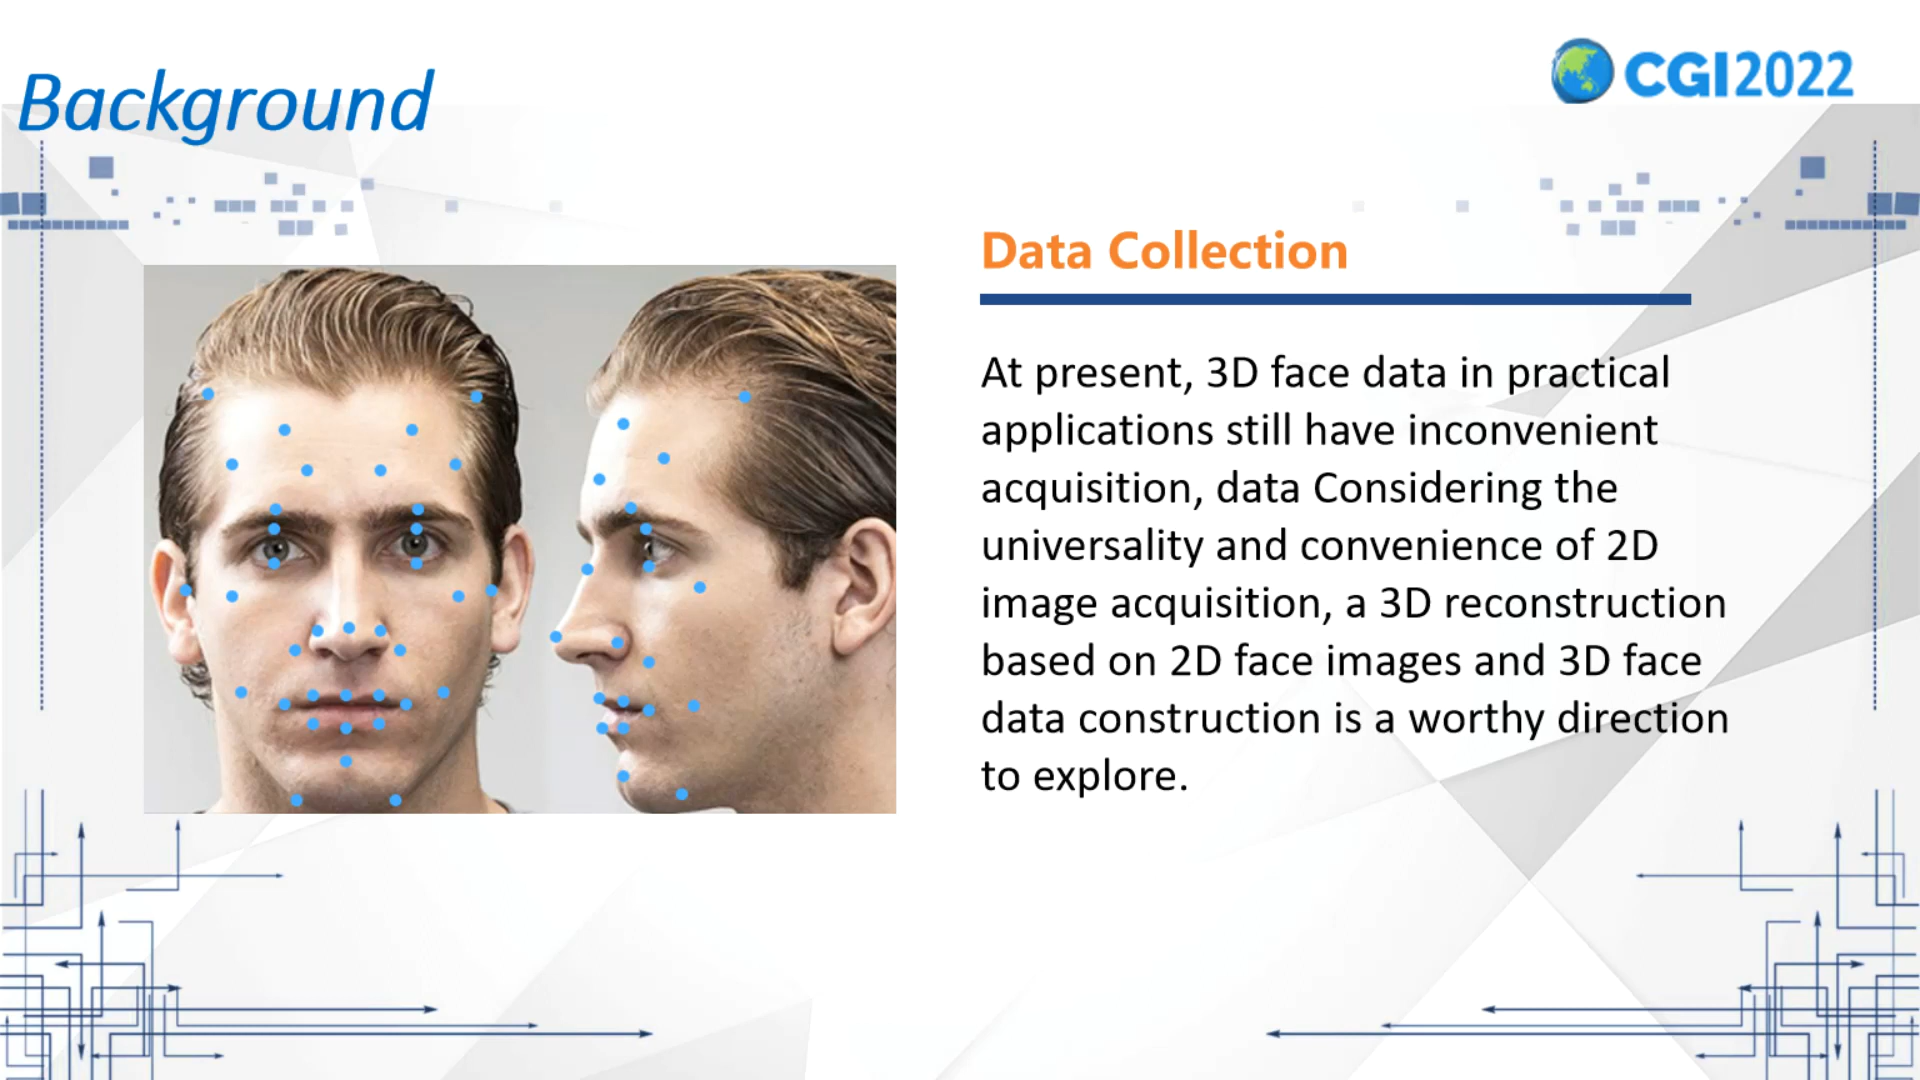 Background
CGI2022
Data Collection
At present, 3D face data in practical
applications still have inconvenient
acquisition, data Considering the
universality and convenience of 2D
image acquisition, a 3D reconstruction
based on 2D face images and 3D face
data construction is a worthy direction
to explore.